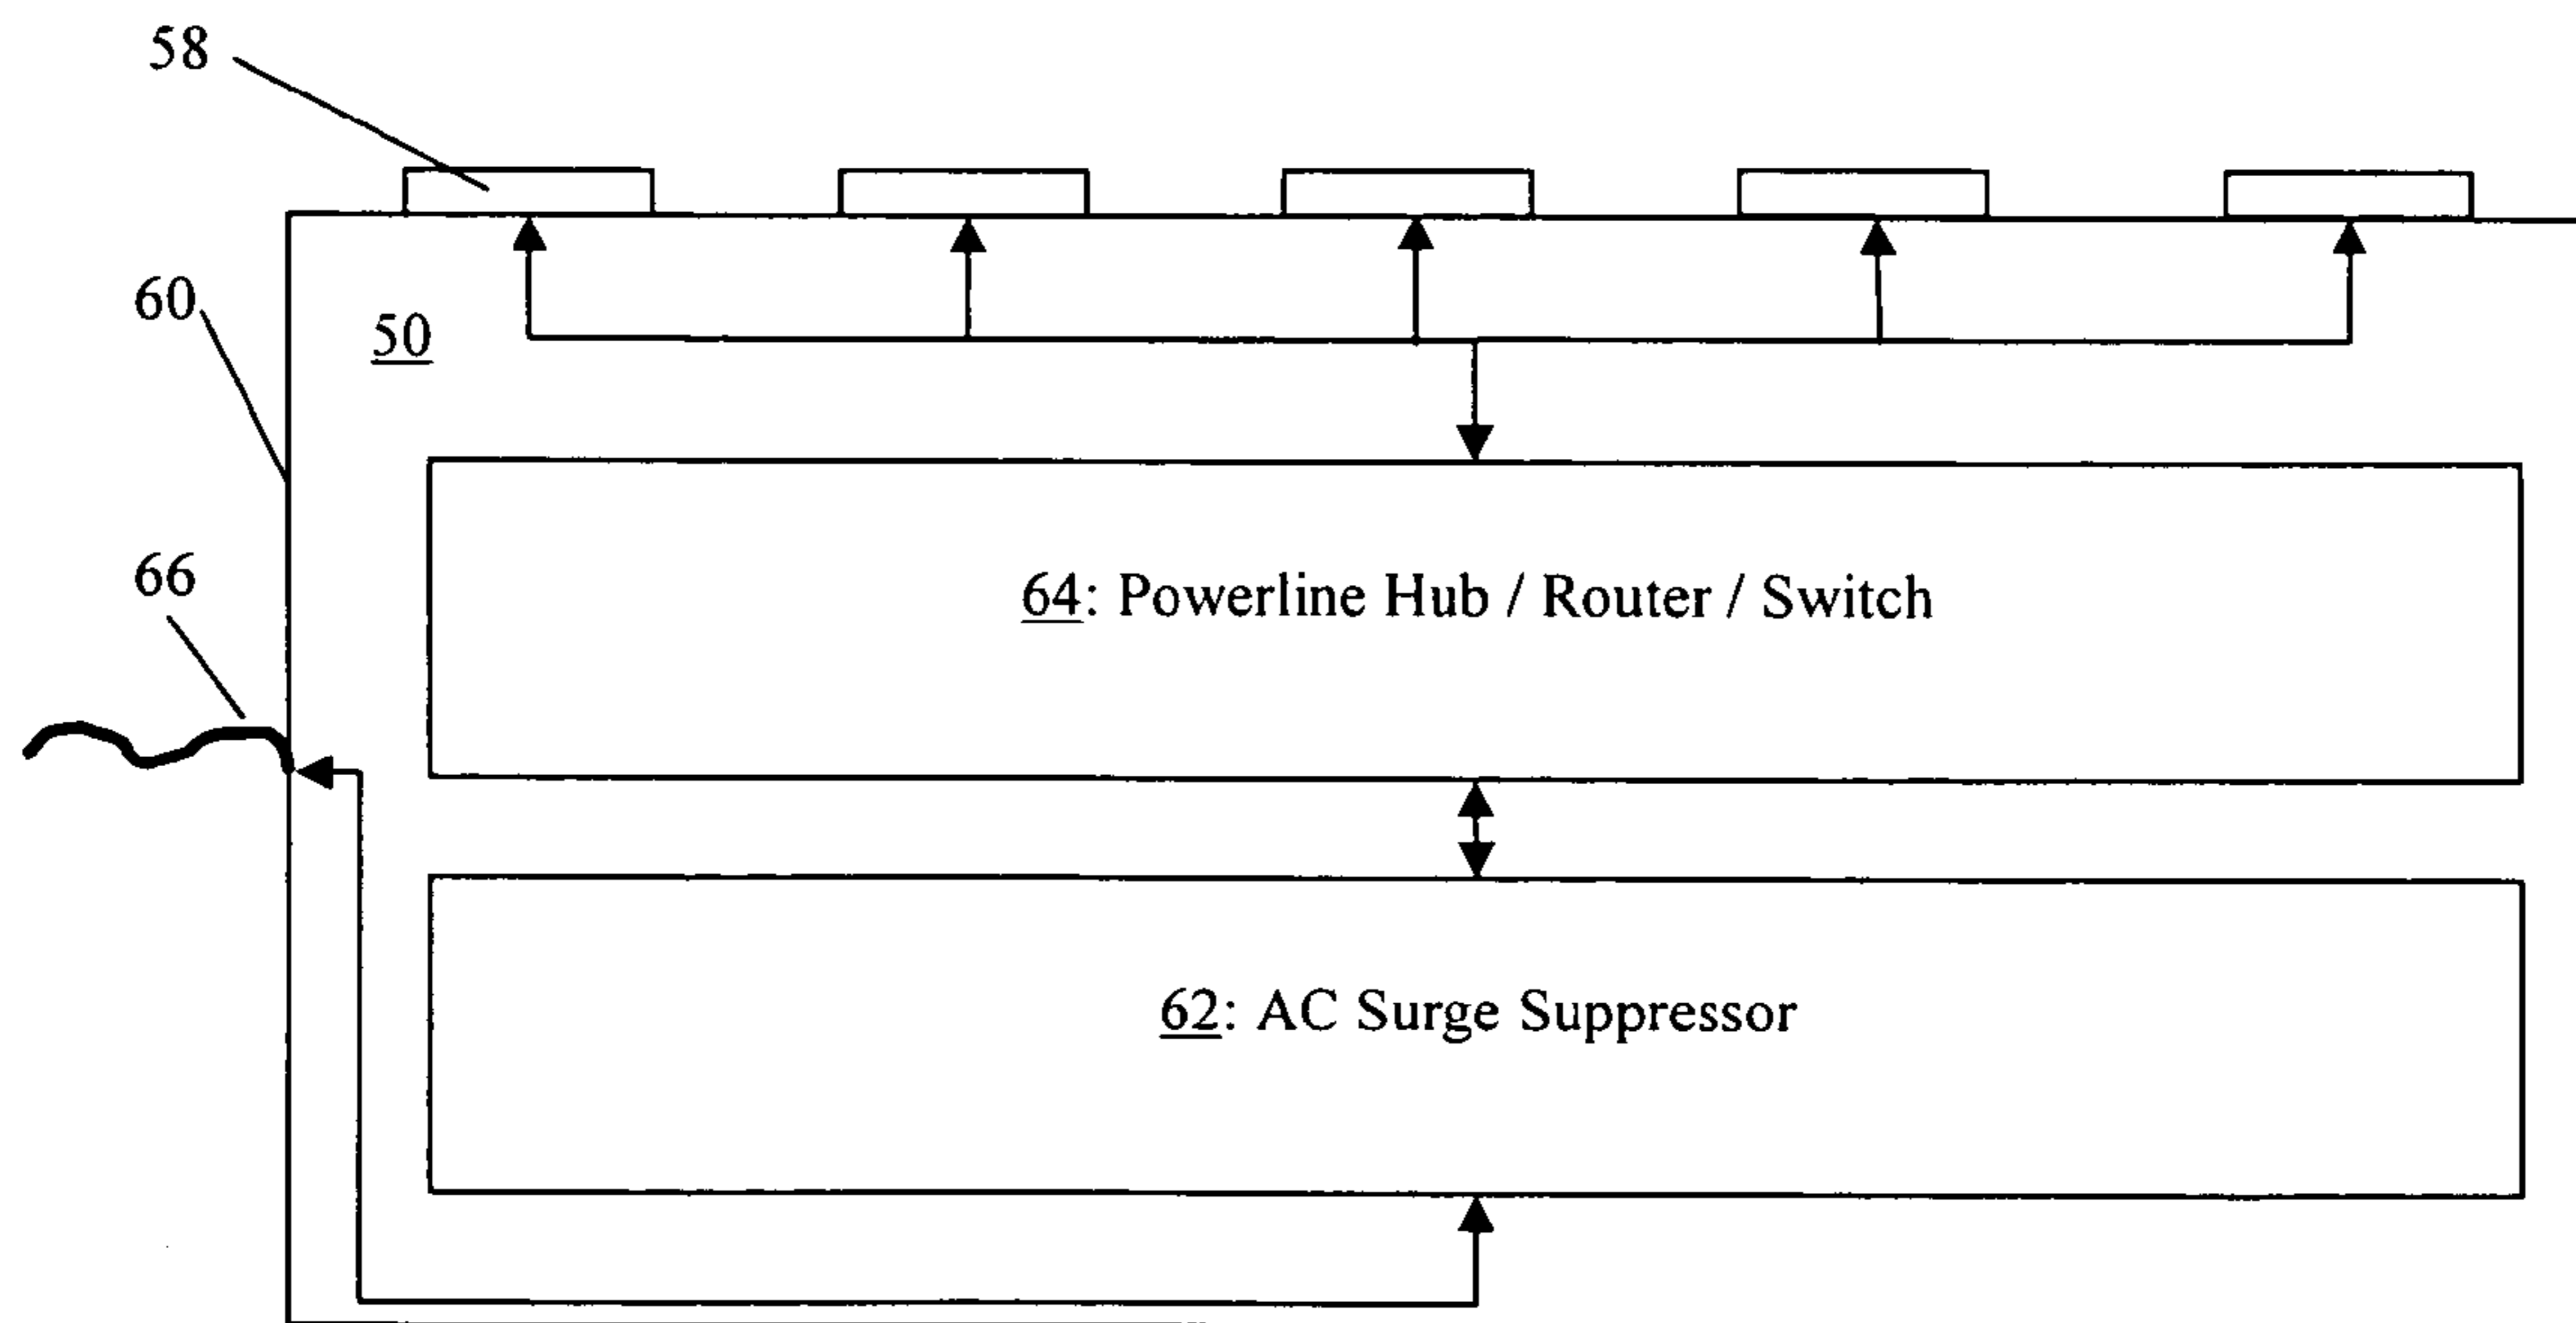 58
60
50
66
64: Powerline Hub / Router / Switch
62: AC Surge Suppressor